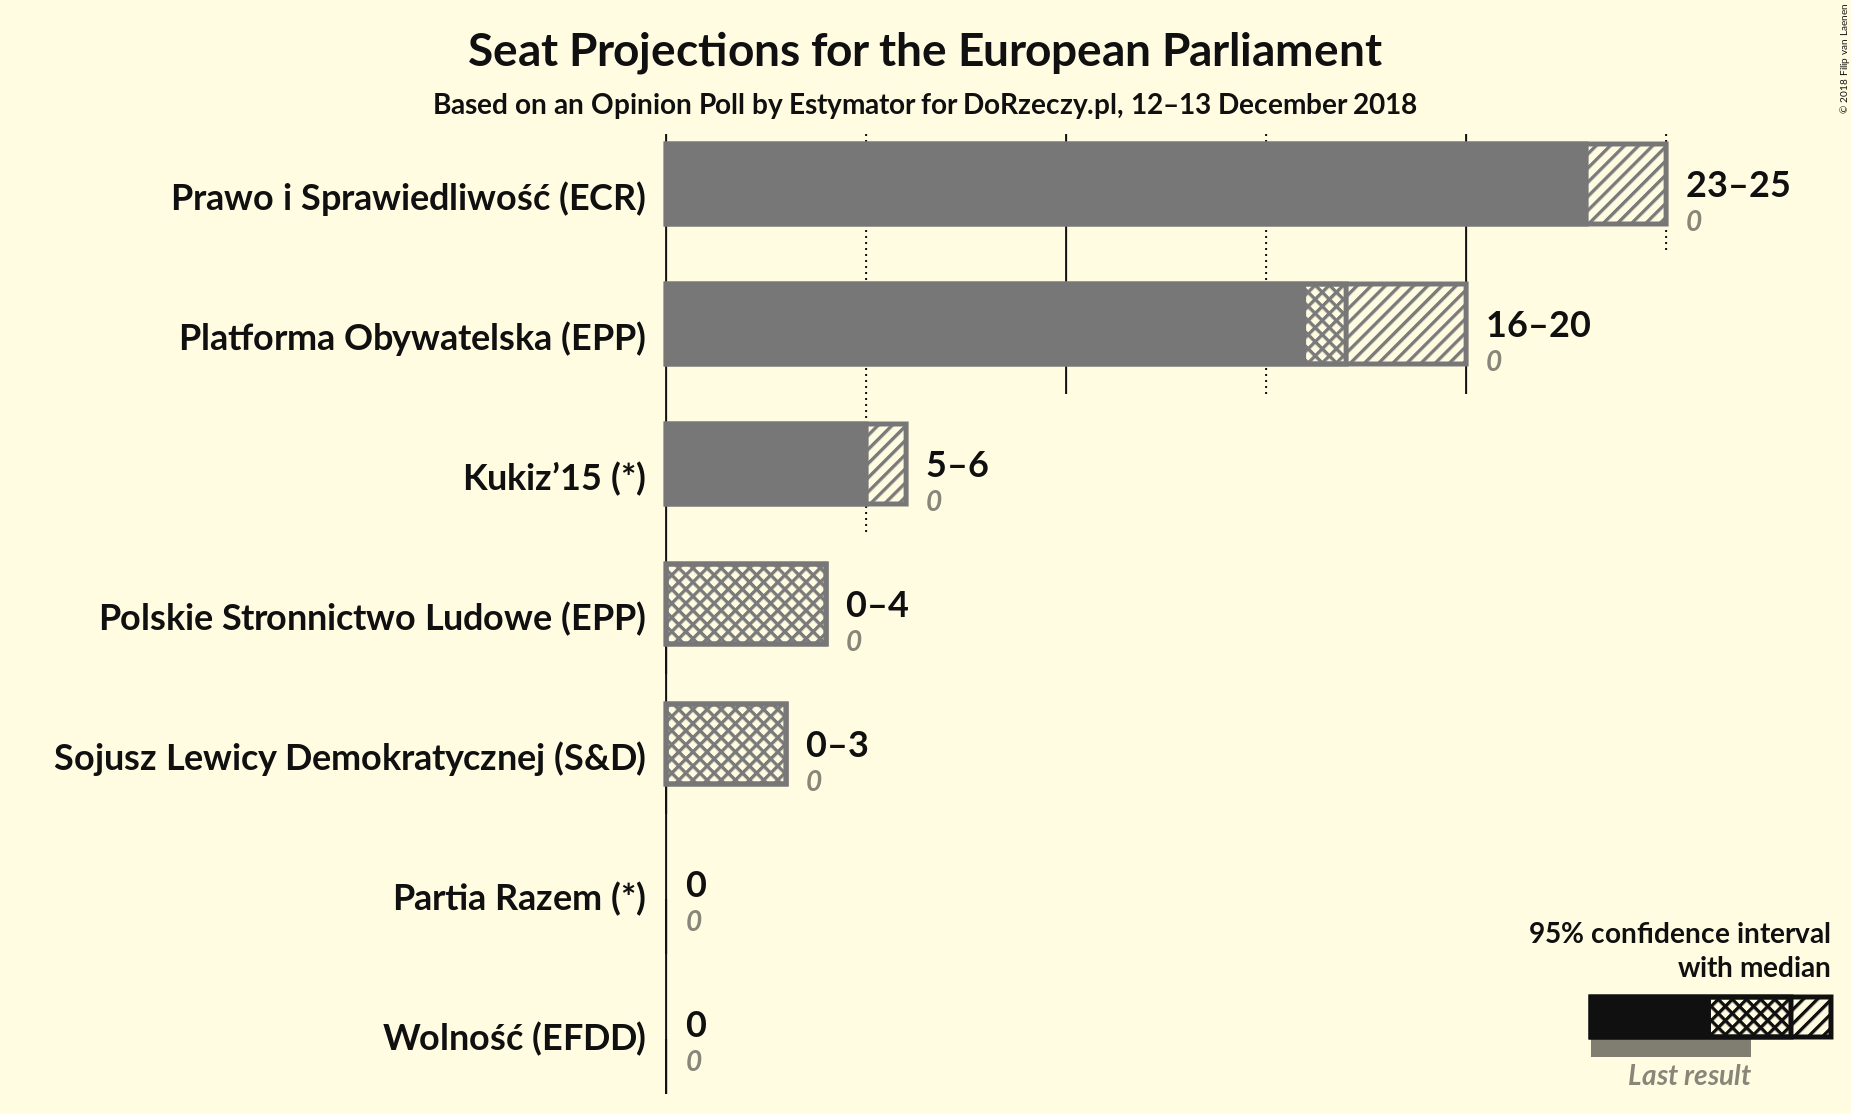 Seat Projections for the European Parliament
Based on an Opinion Poll by Estymator for DoRzeczy.pl, 12–13 December 2018
© 2018 Filip van Laenen
Prawo i Sprawiedliwość (ECR)
23–25
0
Platforma Obywatelska (EPP)
16–20
0
Kukiz’15 (*)
5–6
0
Polskie Stronnictwo Ludowe (EPP)
0–4
0
Sojusz Lewicy Demokratycznej (S&D)
0–3
0
Partia Razem (*)
0
0
Wolność (EFDD)
0
0
95% confidence interval
with median
Last result